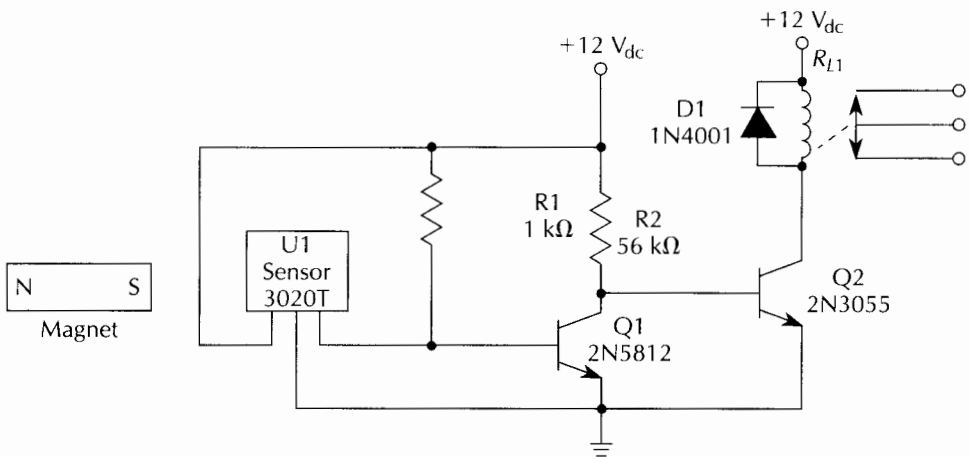 +12 Vdc
+12 Vdc
RL1
D1
1N4001
R1
1 kΩ
R2
56 kΩ
U1
Sensor
3020T
N S
Magnet
Q1
2N5812
Q2
2N3055